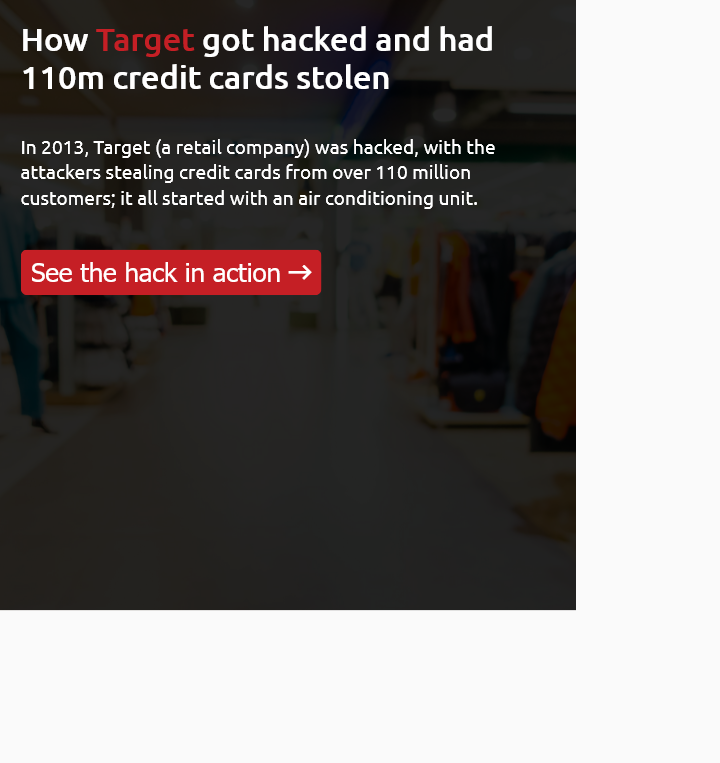 How Target got hacked and had
110m credit cards stolen
In 2013, Target (a retail company) was hacked, with the
attackers stealing credit cards from over 110 million
customers; it all started with an air conditioning unit.
See the hack in action →